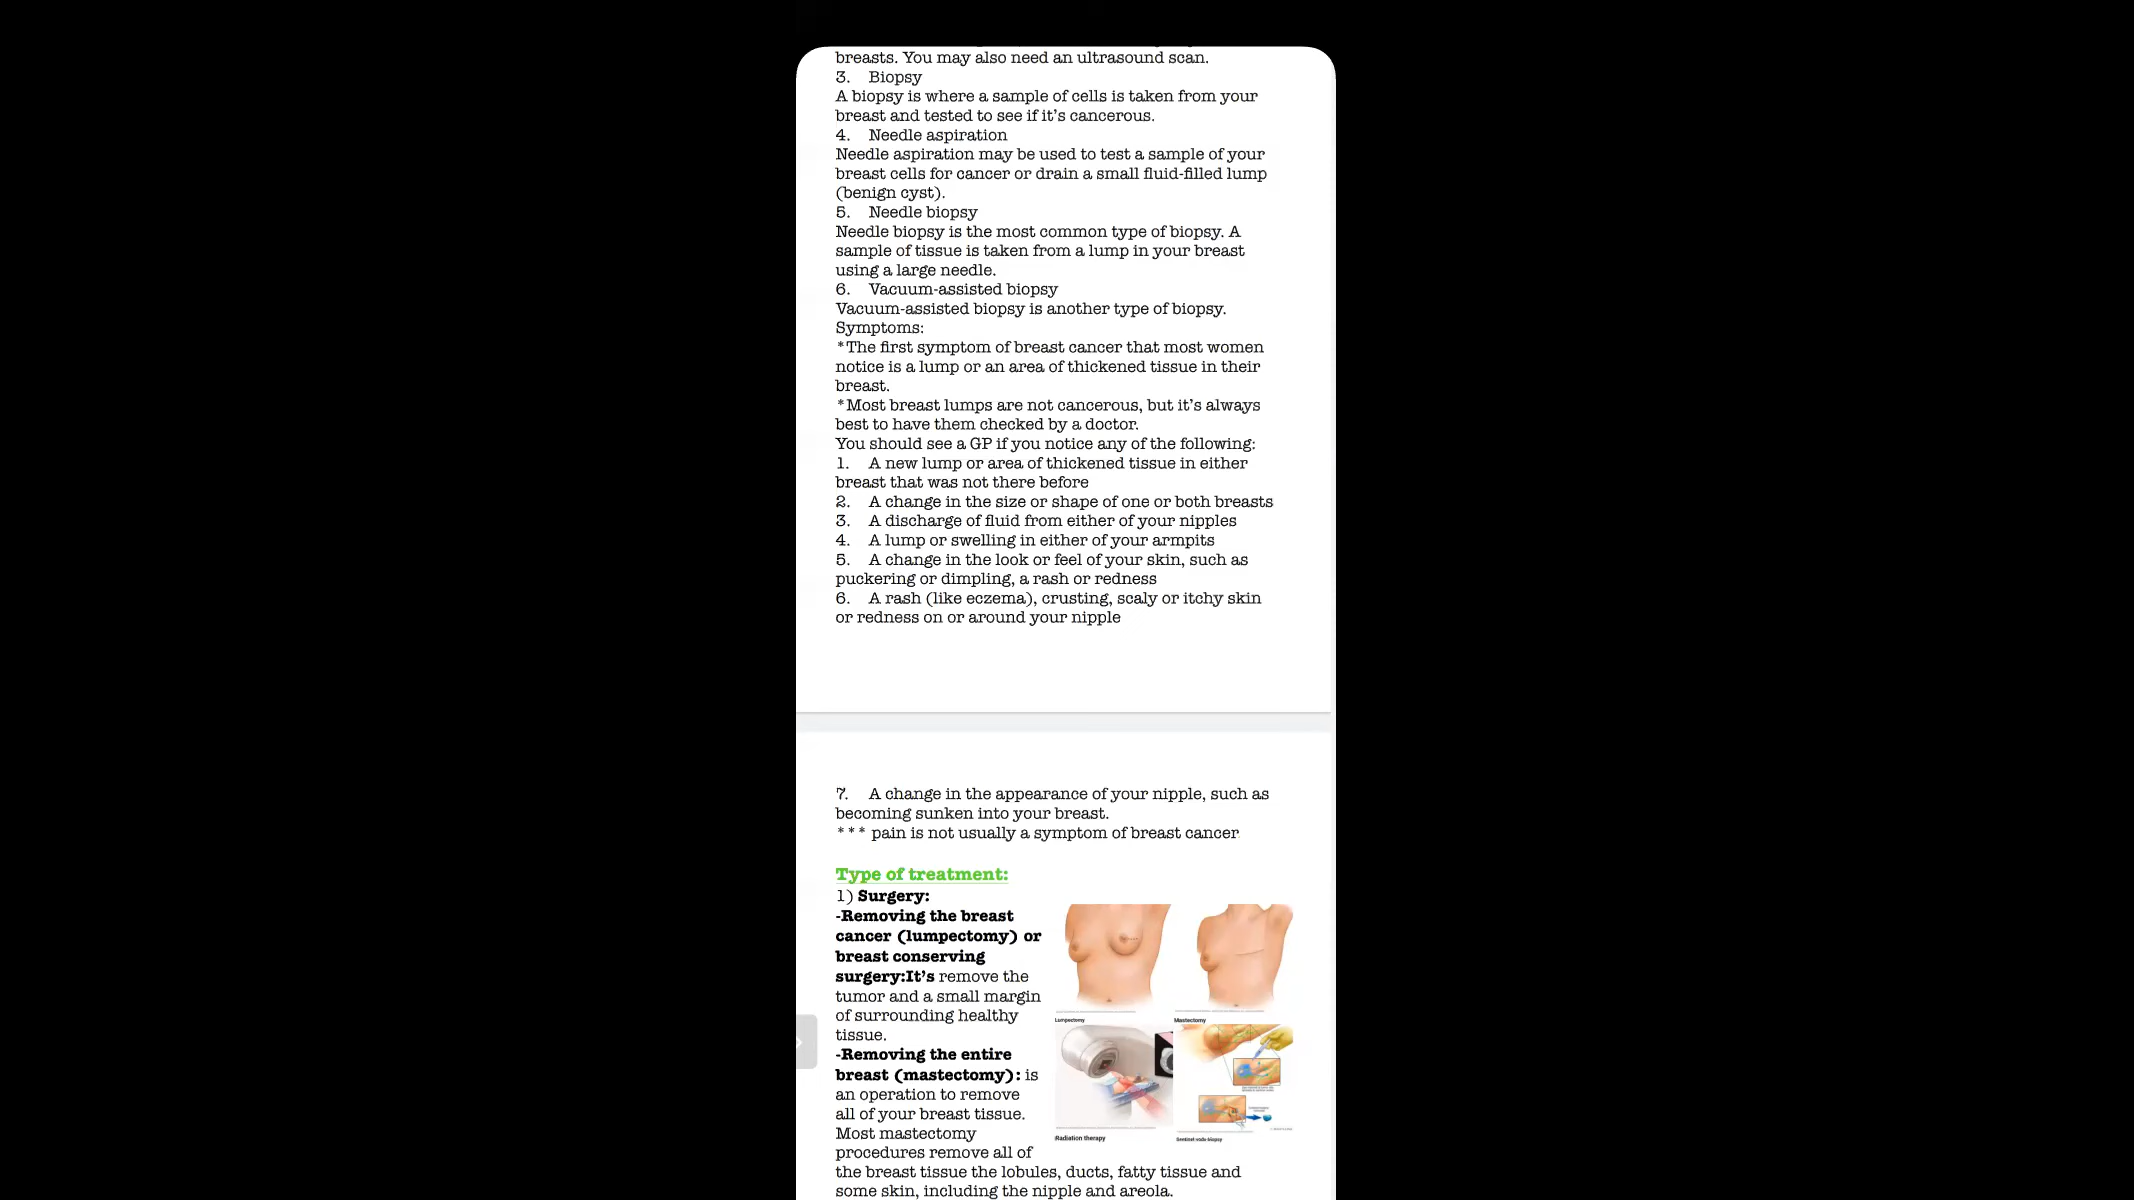 breasts. You may also need an ultrasound scan.
3. Biopsy
A biopsy is where a sample of cells is taken from your
breast and tested to see if it’s cancerous.
4. Needle aspiration
Needle aspiration may be used to test a sample of your
breast cells for cancer or drain a small fluid-filled lump
(benign cyst).
5. Needle biopsy
Needle biopsy is the most common type of biopsy. A
sample of tissue is taken from a lump in your breast
using a large needle.
6. Vacuum-assisted biopsy
Vacuum-assisted biopsy is another type of biopsy.
Symptoms:
*The first symptom of breast cancer that most women
notice is a lump or an area of thickened tissue in their
breast.
*Most breast lumps are not cancerous, but it’s always
best to have them checked by a doctor.
You should see a GP if you notice any of the following:
1. A new lump or area of thickened tissue in either
breast that was not there before
2. A change in the size or shape of one or both breasts
3. A discharge of fluid from either of your nipples
4. A lump or swelling in either of your armpits
5. A change in the look or feel of your skin, such as
puckering or dimpling, a rash or redness
6. A rash (like eczema), crusting, scaly or itchy skin
or redness on or around your nipple
7. A change in the appearance of your nipple, such as
becoming sunken into your breast.
*** pain is not usually a symptom of breast cancer
Type of treatment:
1) Surgery:
-Removing the breast
cancer (lumpectomy) or
breast conserving
surgery:It’s remove the
tumor and a small margin
of surrounding healthy
tissue.
-Removing the entire
breast (mastectomy): is
an operation to remove
all of your breast tissue.
Most mastectomy
procedures remove all of
the breast tissue the lobules, ducts, fatty tissue and
some skin, including the nipple and areola.
Lumpectomy
Mastectomy
Radiation therapy
Sentinel node biopsy